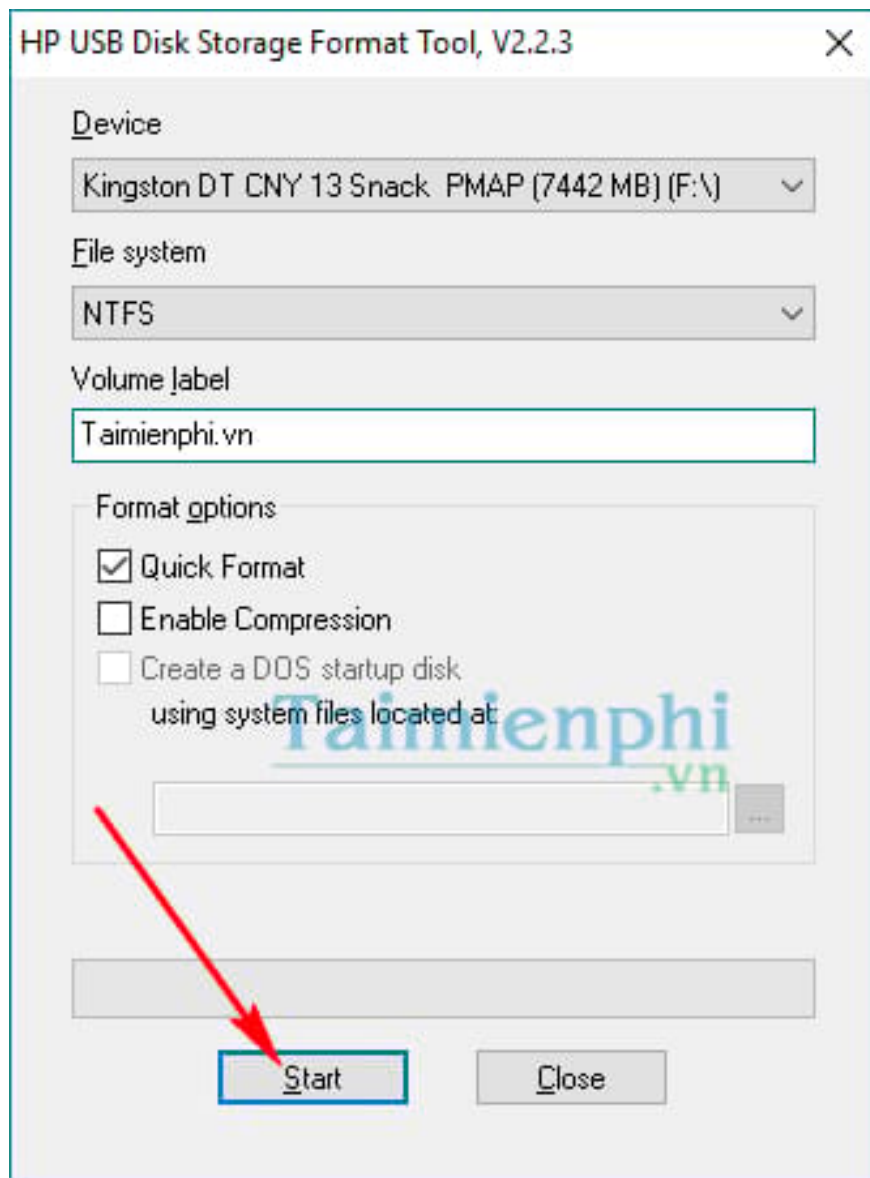 HP USB Disk Storage Format Tool, V2.2.3
Device
Kingston DT CNY 13 Snack  PMAP (7442 MB) (F:\)
File system
NTFS
Volume label
Taimienphi.vn
Format options
Quick Format
Enable Compression
Create a DOS startup disk
using system files located at:
Taimienphi
.vn
...
Start
Close